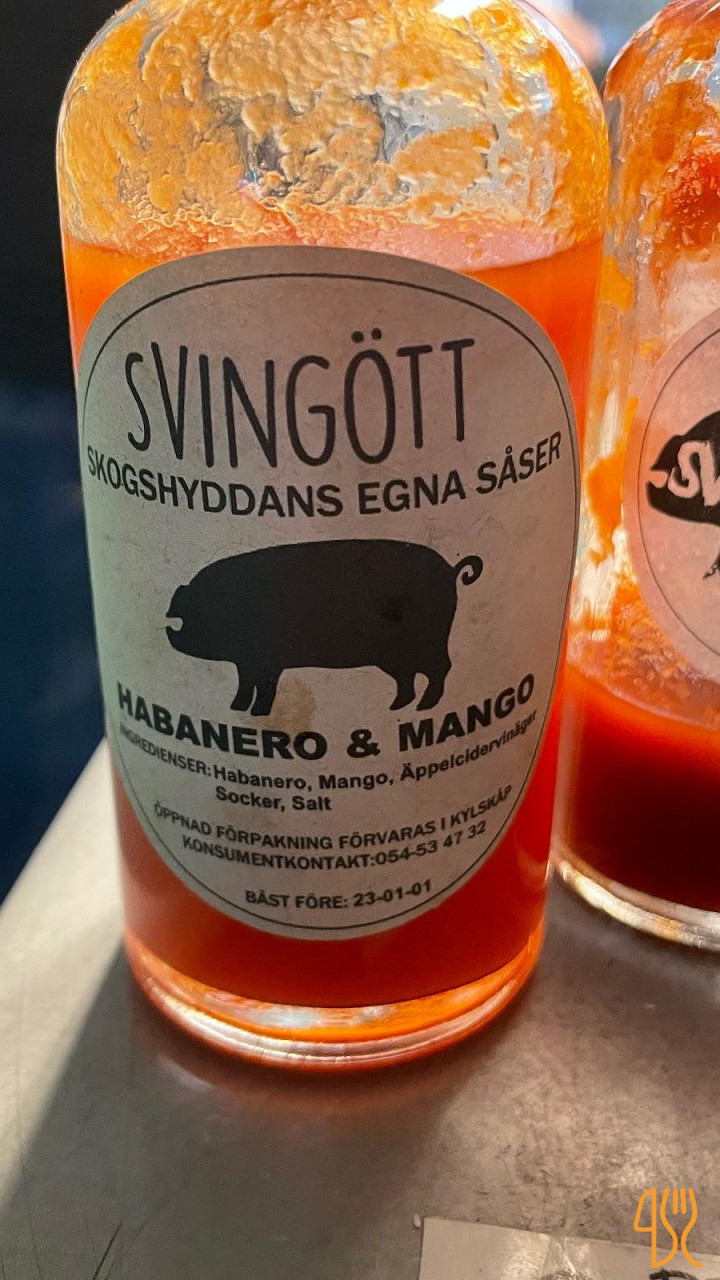 SVINGÖTT
SKOGSHYDDANS EGNA SÅSER
HABANERO & MANGO
INGREDIENSER: Habanero, Mango, Äppelcidervinäger
Socker, Salt
ÖPPNAD FÖRPAKNING FÖRVARAS I KYLSKÅP
KONSUMENTKONTAKT:054-53 47 32
BÄST FÖRE: 23-01-01
SV